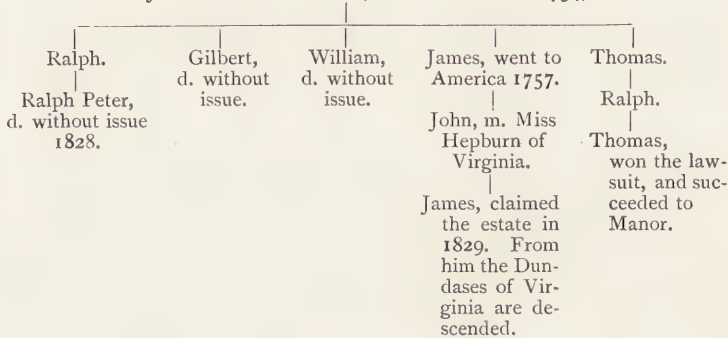 Ralph.
Ralph Peter,
d. without issue
1828.
Gilbert,
d. without
issue.
William,
d. without
issue.
James, went to
America 1757.
John, m. Miss
Hepburn of
Virginia.
James, claimed
the estate in
1829. From
him the Dun-
dases of Vir-
ginia are de-
scended.
Thomas.
Ralph.
Thomas,
won the law-
suit, and suc-
ceeded to
Manor.